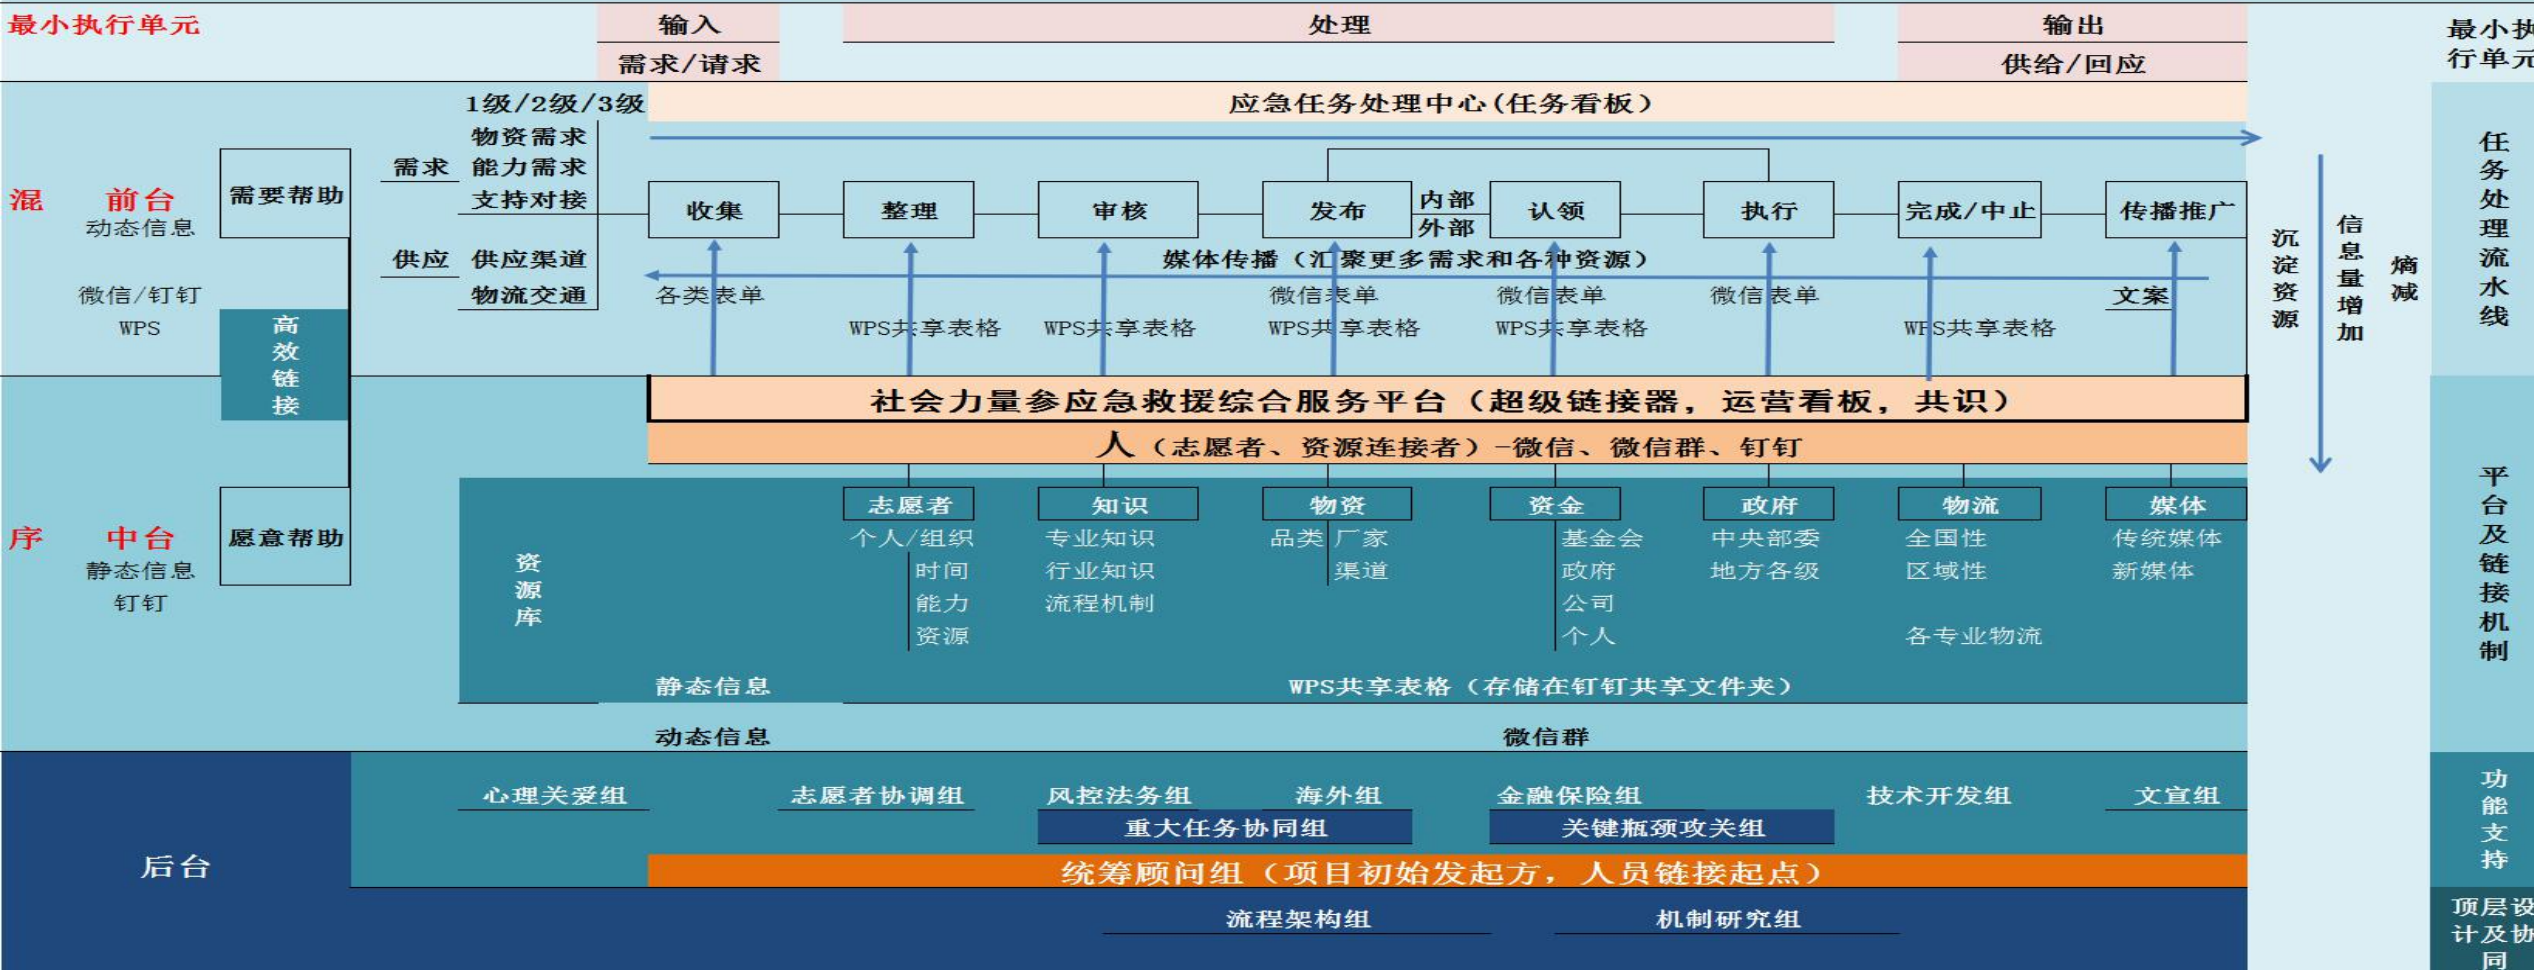 最小执行单元
输入
处理
输出
最小执
行单元
需求/请求
供给/回应
1级/2级/3级
应急任务处理中心(任务看板)
物资需求
需求 能力需求
支持对接
混
前台
动态信息
需要帮助
收集
整理
审核
发布
内部
外部
认领
执行
完成/中止
传播推广
供应 供应渠道
物流交通
媒体传播（汇聚更多需求和各种资源）
微信/钉钉
WPS
各类表单
WPS共享表格
WPS共享表格
微信表单
WPS共享表格
微信表单
WPS共享表格
微信表单
WPS共享表格
文案
高效链接
沉淀资源
信息量增加
熵减
任务处理流水线
社会力量参应急救援综合服务平台（超级链接器，运营看板，共识）
人（志愿者、资源连接者）-微信、微信群、钉钉
序
中台
静态信息
钉钉
愿意帮助
资源库
志愿者
个人/组织
时间
能力
资源
知识
专业知识
行业知识
流程机制
物资
品类 厂家
渠道
资金
基金会
政府
公司
个人
政府
中央部委
地方各级
物流
全国性
区域性
各专业物流
媒体
传统媒体
新媒体
平台及链接机制
静态信息
WPS共享表格（存储在钉钉共享文件夹）
动态信息
微信群
后台
心理关爱组
志愿者协调组
风控法务组
海外组
金融保险组
技术开发组
文宣组
重大任务协同组
关键瓶颈攻关组
功能支持
统筹顾问组（项目初始发起方，人员链接起点）
流程架构组
机制研究组
顶层设
计及协
同